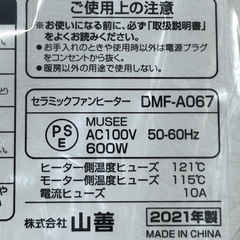 ご使用上の注意
●お使いになる前に、必ず「取扱説明書」
をよくお読みください。
●お手入れのときや使用時以外は電源プラグ
をコンセントから抜く。
●暖房以外の用途に使用しない。
セラミックファンヒーター DMF-A067
PSE
MUSEE
AC100V 50-60Hz
600W
ヒーター側温度ヒューズ 121℃
モーター側温度ヒューズ 115℃
電流ヒューズ 10A
株式会社 山善
2021年製
MADE IN CHINA